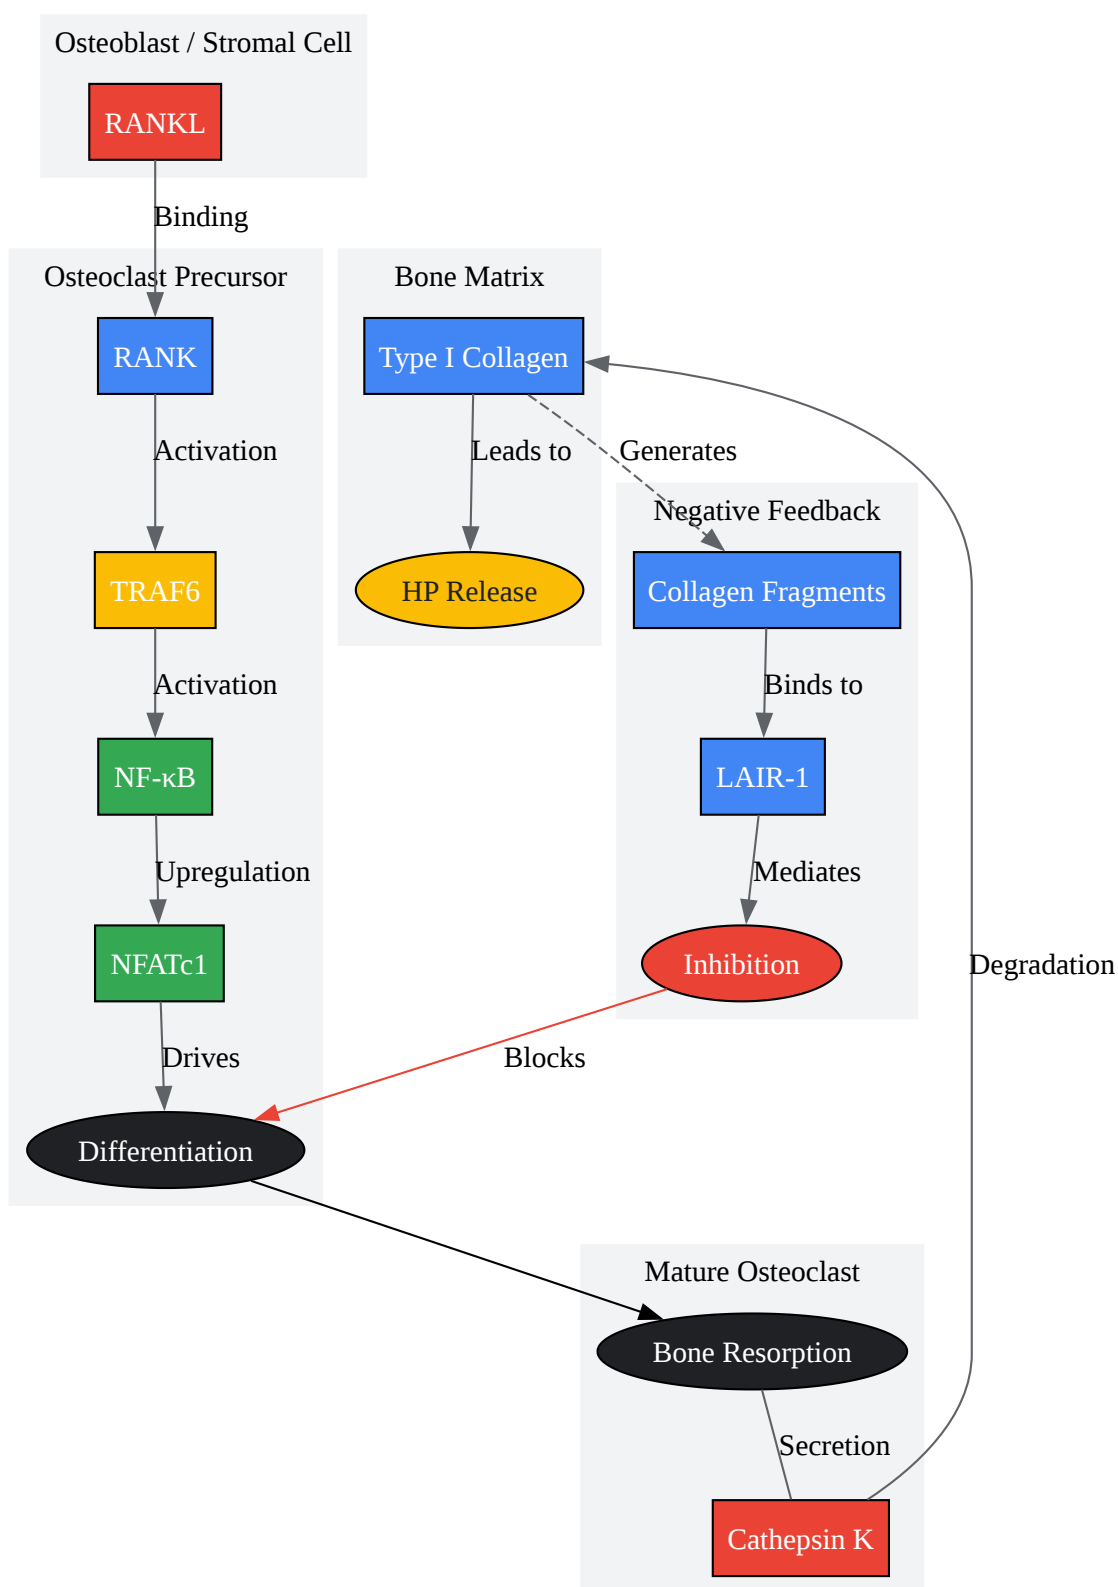 Osteoblast / Stromal Cell
RANKL
Binding
Osteoclast Precursor
Bone Matrix
RANK
Type I Collagen
Activation
Leads to
Generates
Negative Feedback
TRAF6
HP Release
Collagen Fragments
Activation
Binds to
NF-κB
LAIR-1
Upregulation
Mediates
NFATc1
Inhibition
Degradation
Drives
Blocks
Differentiation
Mature Osteoclast
Bone Resorption
Secretion
Cathepsin K